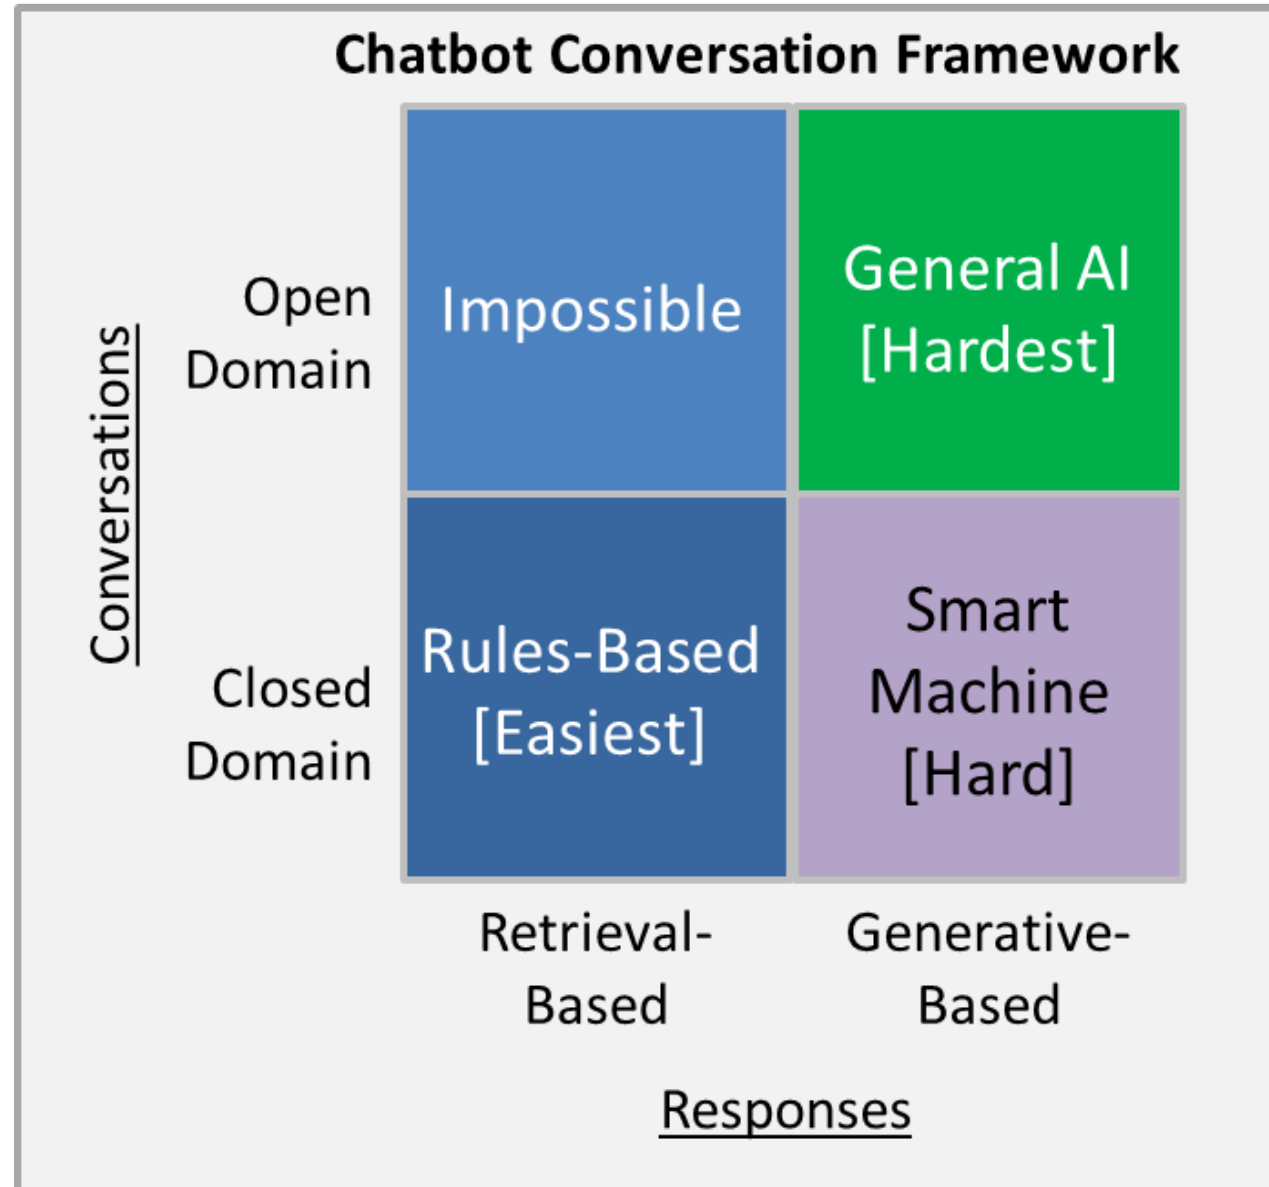 Chatbot Conversation Framework
Conversations
Open
Domain
Impossible
General AI
[Hardest]
Closed
Domain
Rules-Based
[Easiest]
Smart
Machine
[Hard]
Retrieval-
Based
Generative-
Based
Responses